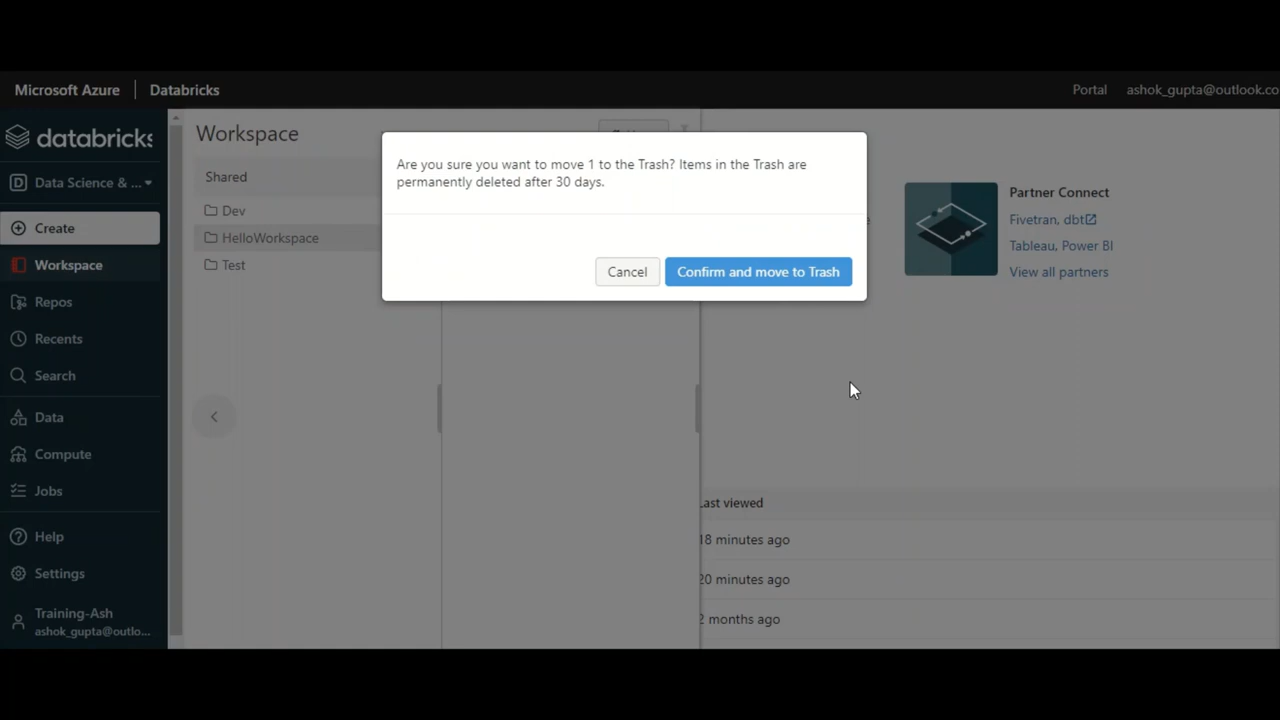 Microsoft Azure
Databricks
Portal
ashok_gupta@outlook.co
databricks
Data Science & ...
Create
Workspace
Repos
Recents
Search
Data
Compute
Jobs
Help
Settings
Training-Ash
ashok_gupta@outlo...
Workspace
Shared
Dev
HelloWorkspace
Test
Are you sure you want to move 1 to the Trash? Items in the Trash are
permanently deleted after 30 days.
Cancel
Confirm and move to Trash
Partner Connect
Fivetran, dbt
Tableau, Power BI
View all partners
Last viewed
18 minutes ago
20 minutes ago
2 months ago